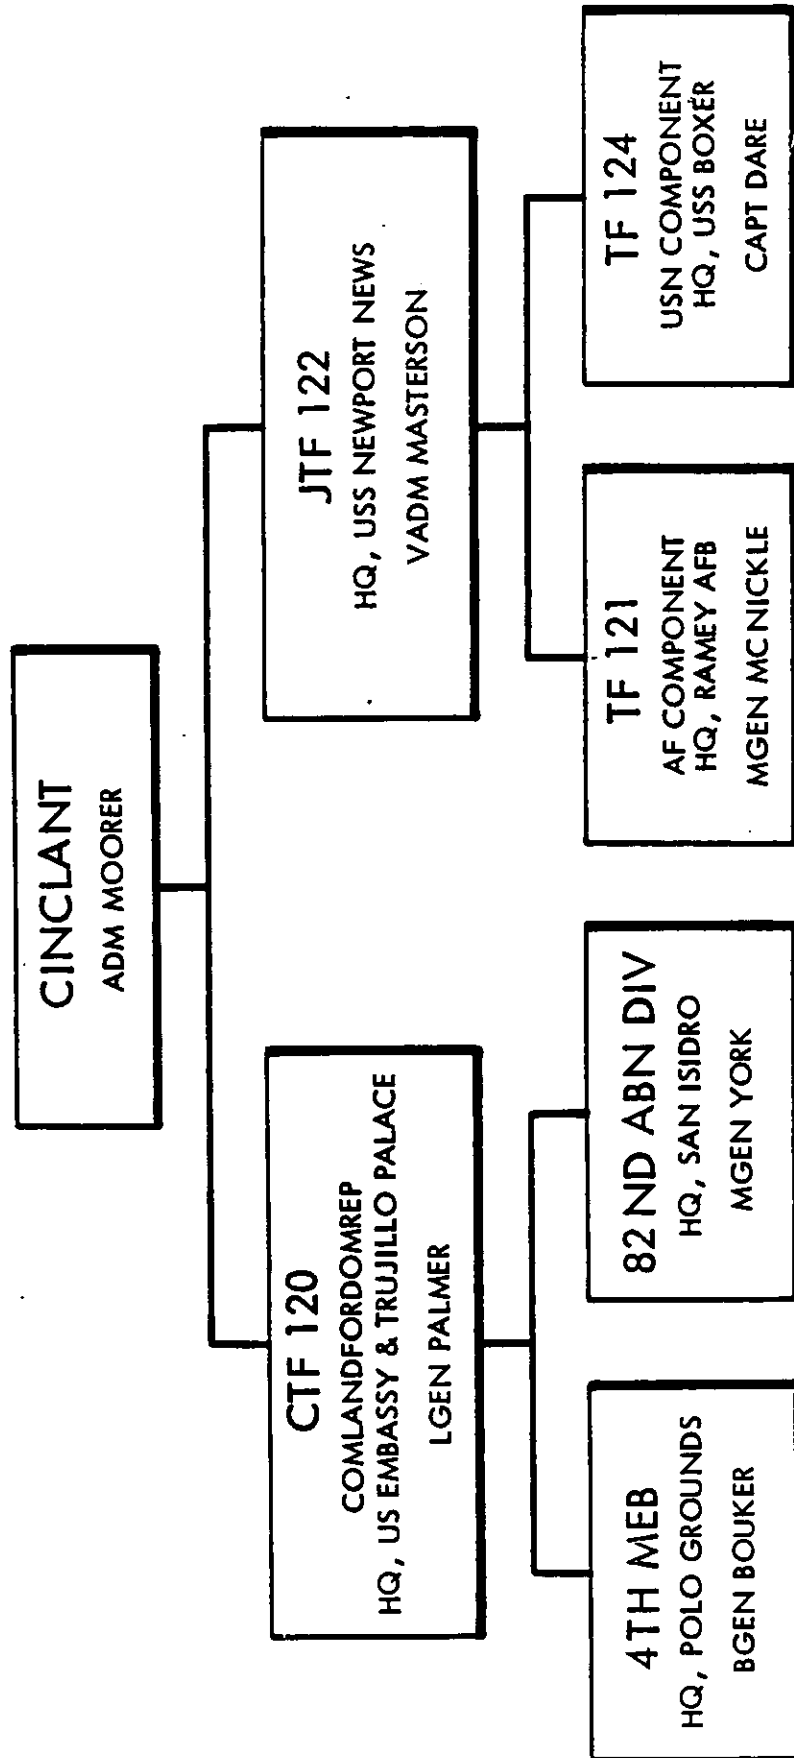 CINCLANT
ADM MOORER
CTF 120
COMLANDFORDOMREP
HQ, US EMBASSY & TRUJILLO PALACE
LGEN PALMER
JTF 122
HQ, USS NEWPORT NEWS
VADM MASTERSON
4TH MEB
HQ, POLO GROUNDS
BGEN BOUKER
82ND ABN DIV
HQ, SAN ISIDRO
MGEN YORK
TF 121
AF COMPONENT
HQ, RAMEY AFB
MGEN MCNICKLE
TF 124
USN COMPONENT
HQ, USS BOXER
CAPT DARE